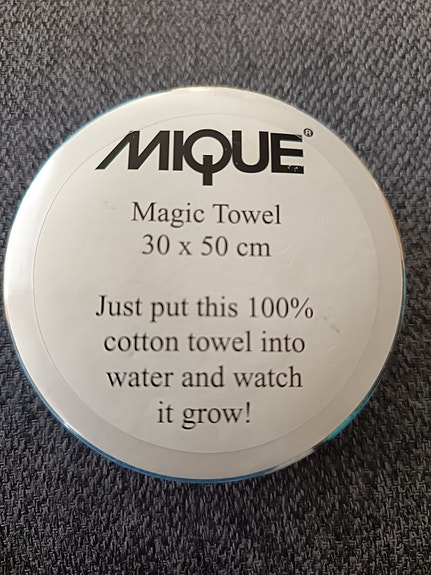 MIQUE®
Magic Towel
30 x 50 cm
Just put this 100%
cotton towel into
water and watch
it grow!